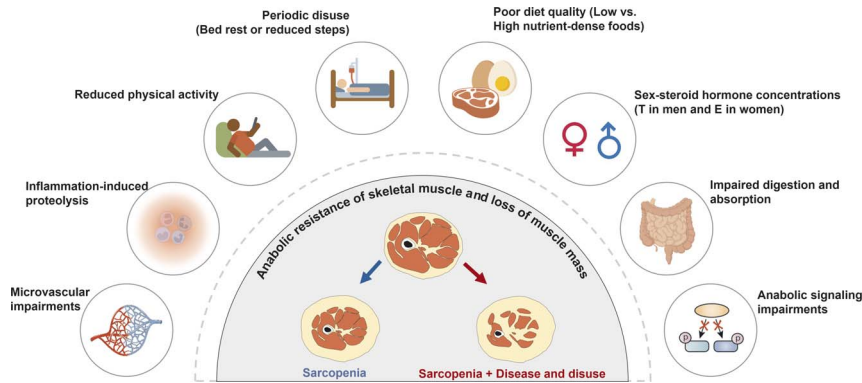 Periodic disuse
(Bed rest or reduced steps)
Poor diet quality (Low vs.
High nutrient-dense foods)
Reduced physical activity
Sex-steroid hormone concentrations
(T in men and E in women)
Inflammation-induced
proteolysis
Impaired digestion and
absorption
Microvascular
impairments
Anabolic signaling
impairments
P
P
Anabolic resistance of skeletal muscle and loss of muscle mass
Sarcopenia
Sarcopenia + Disease and disuse